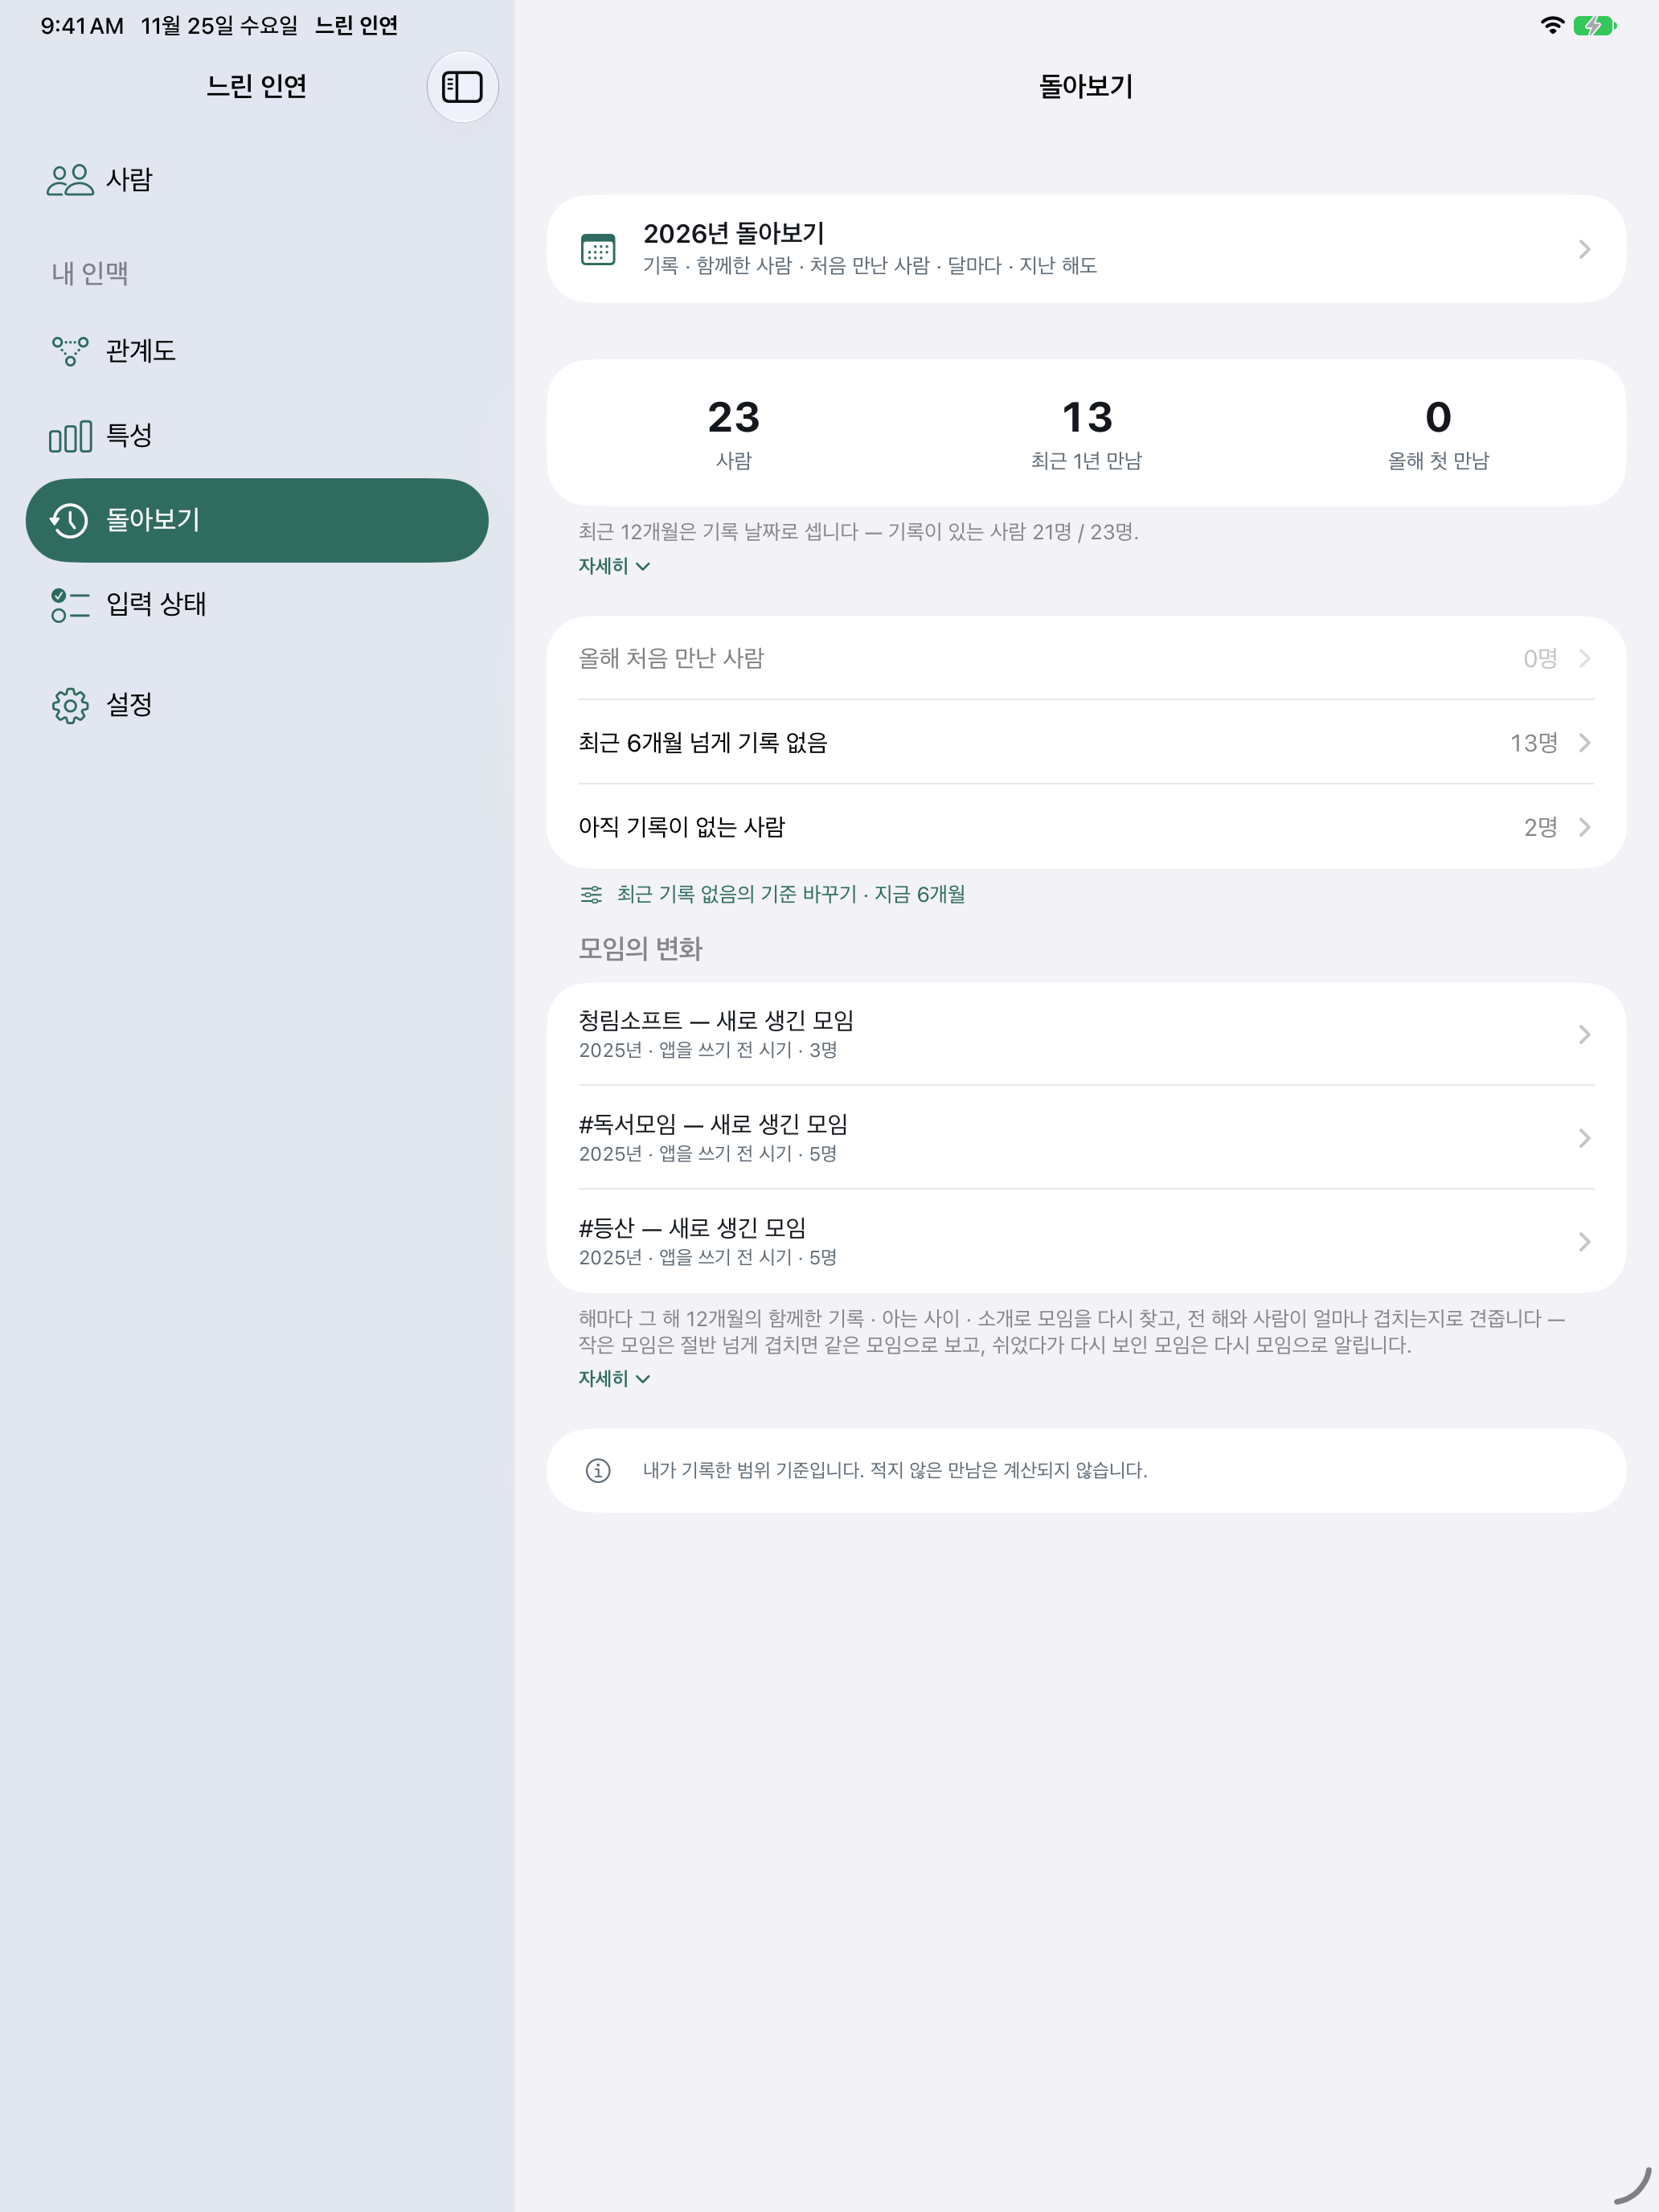 9:41 AM 11월 25일 수요일 느린 인연
느린 인연
사람
내 인맥
관계도
특성
돌아보기
입력 상태
설정
돌아보기
2026년 돌아보기
기록 · 함께한 사람 · 처음 만난 사람 · 달마다 · 지난 해도
23
사람
13
최근 1년 만남
0
올해 첫 만남
최근 12개월은 기록 날짜로 셉니다 — 기록이 있는 사람 21명 / 23명.
자세히
올해 처음 만난 사람 0명
최근 6개월 넘게 기록 없음 13명
아직 기록이 없는 사람 2명
최근 기록 없음의 기준 바꾸기 · 지금 6개월
모임의 변화
청림소프트 — 새로 생긴 모임
2025년 · 앱을 쓰기 전 시기 · 3명
#독서모임 — 새로 생긴 모임
2025년 · 앱을 쓰기 전 시기 · 5명
#등산 — 새로 생긴 모임
2025년 · 앱을 쓰기 전 시기 · 5명
해마다 그 해 12개월의 함께한 기록 · 아는 사이 · 소개로 모임을 다시 찾고, 전 해와 사람이 얼마나 겹치는지로 견줍니다 —
작은 모임은 절반 넘게 겹치면 같은 모임으로 보고, 쉬었다가 다시 보인 모임은 다시 모임으로 알립니다.
자세히
내가 기록한 범위 기준입니다. 적지 않은 만남은 계산되지 않습니다.